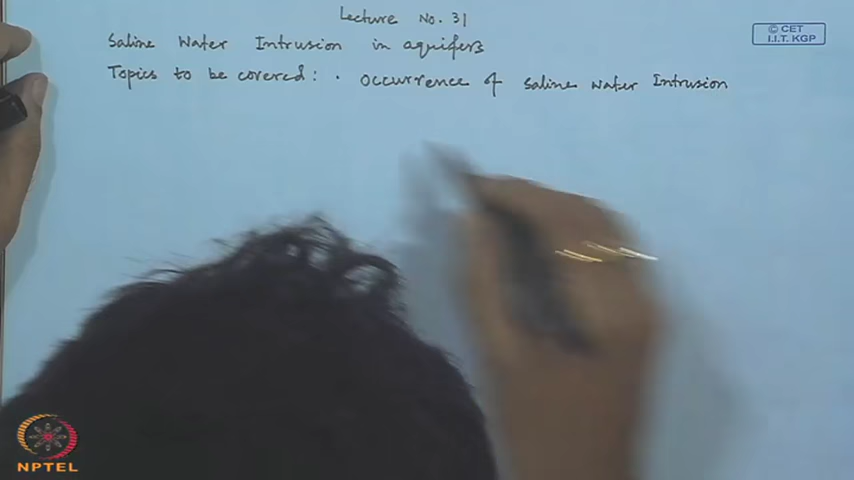 Lecture No. 31
© CET
I.I.T. KGP
Saline Water Intrusion in aquifers
Topics to be covered: • Occurrence of Saline water Intrusion
NPTEL